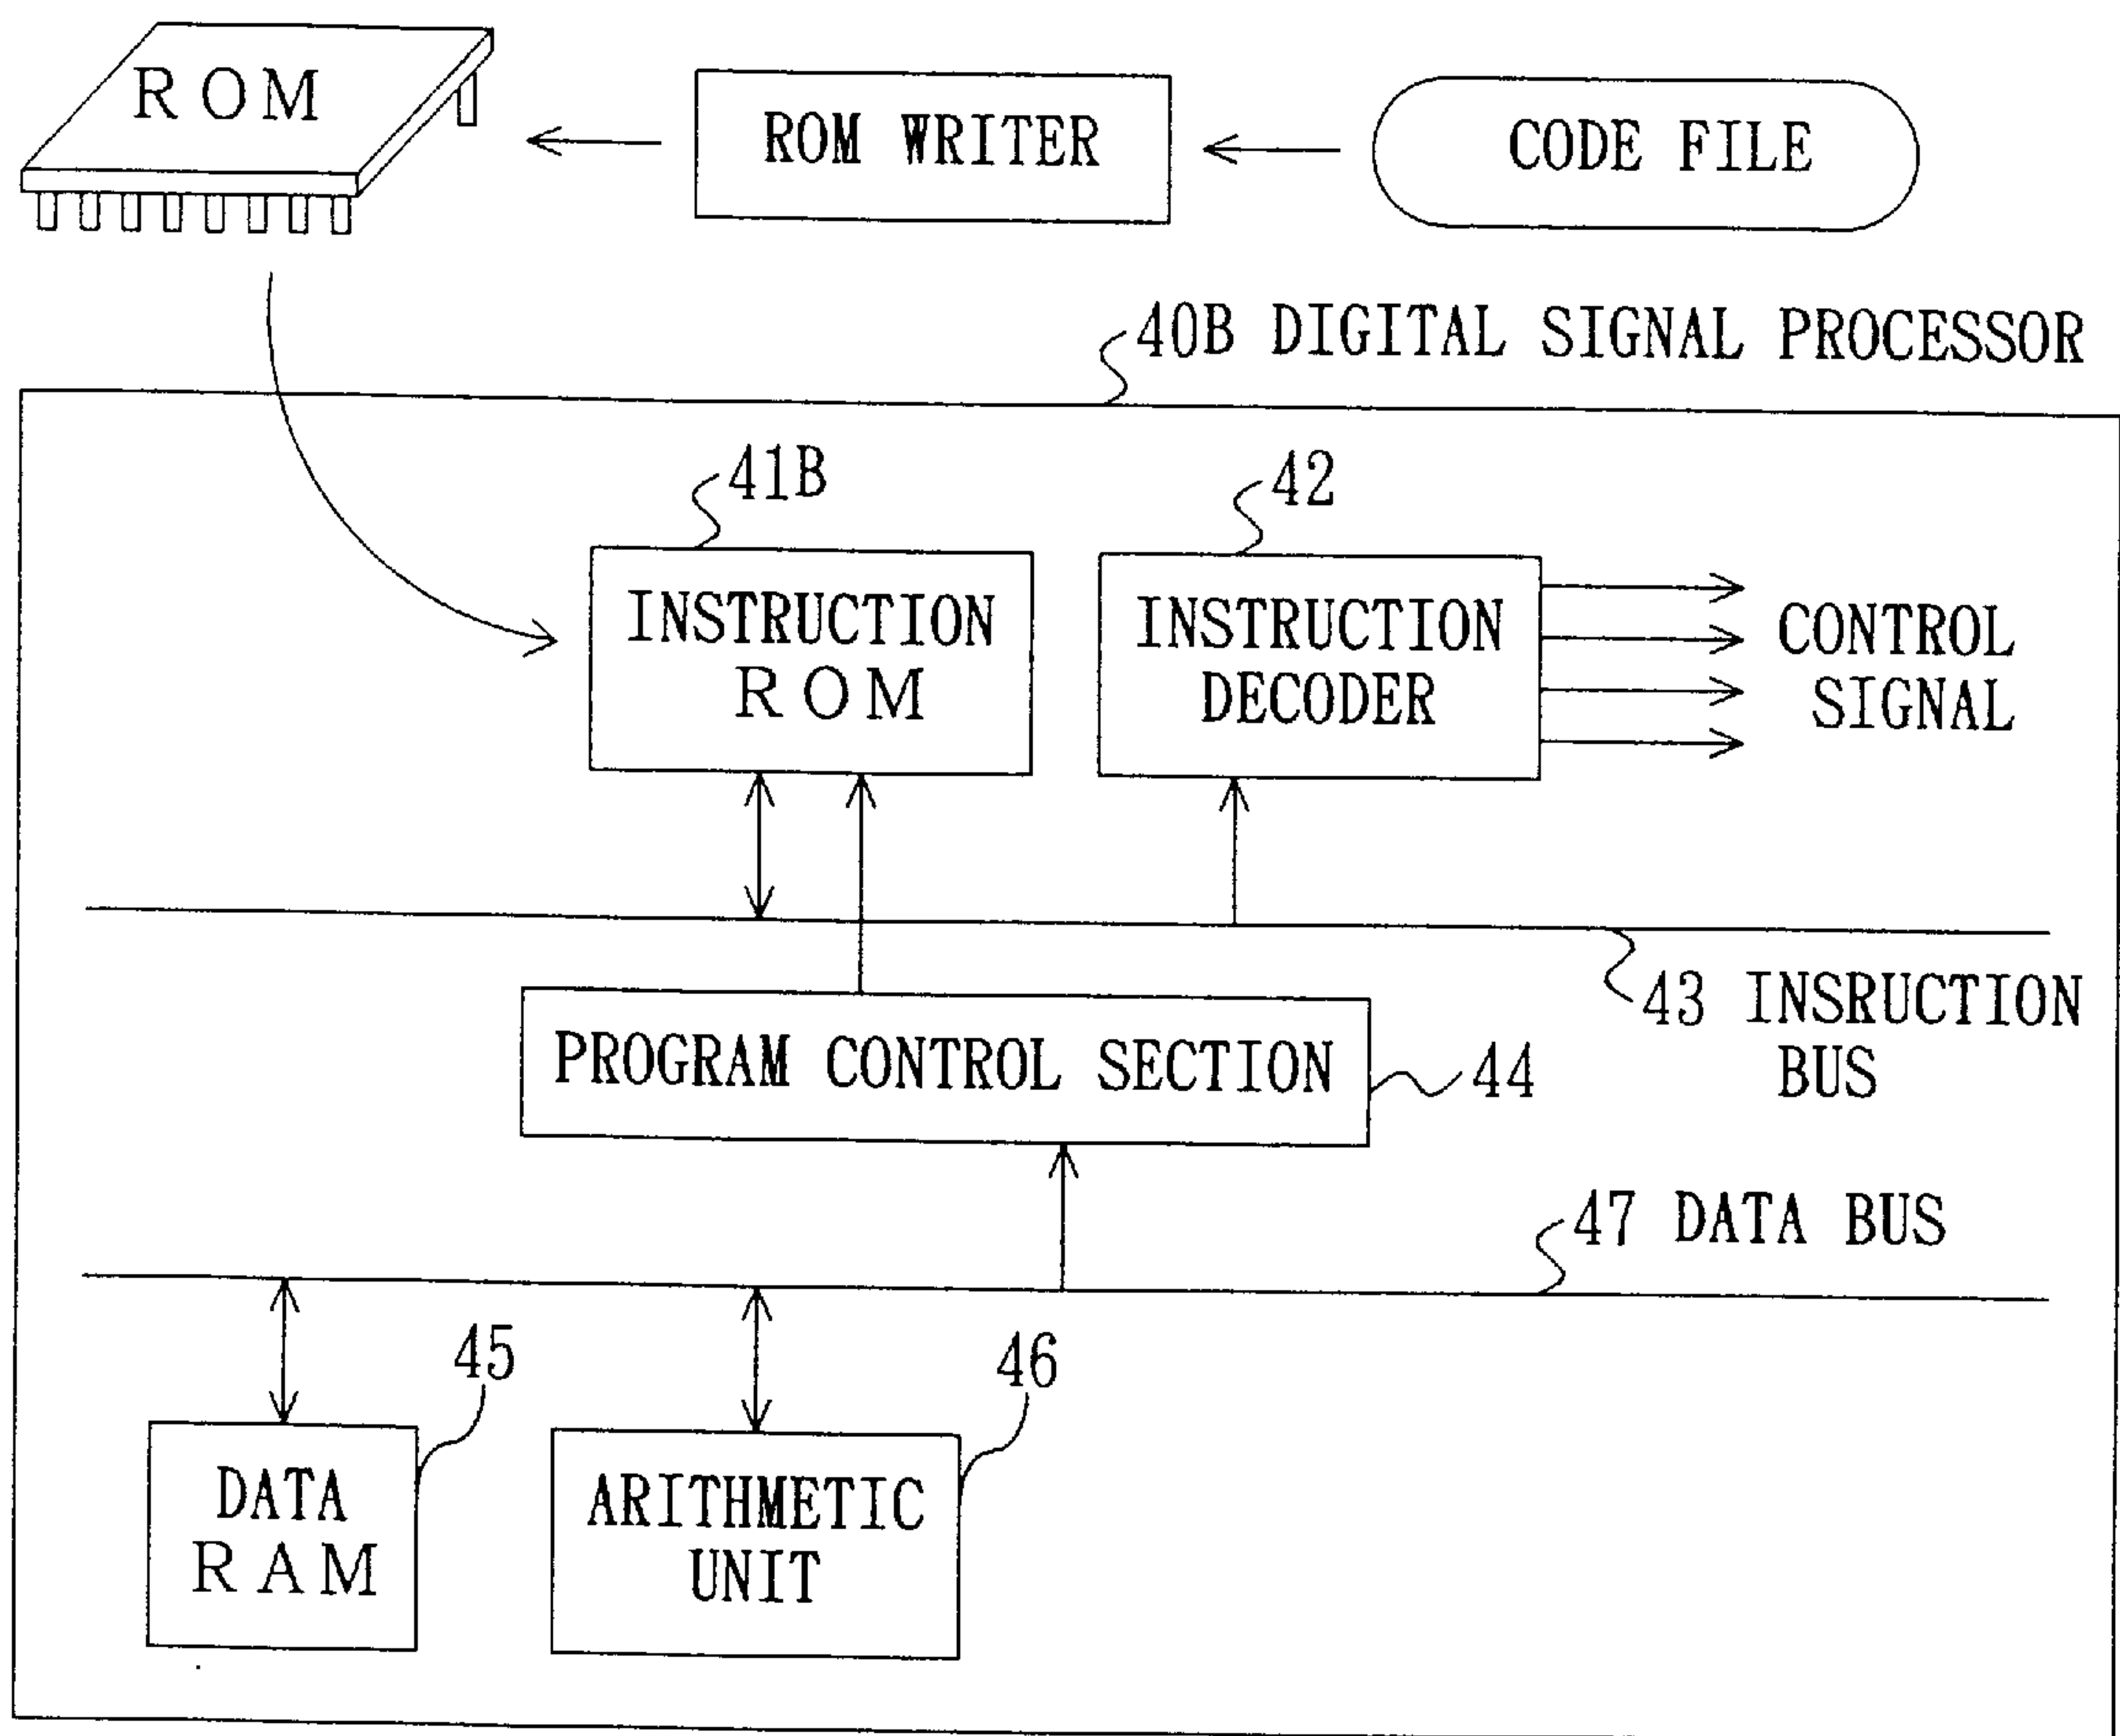 ROM
ROM WRITER
CODE FILE
40B DIGITAL SIGNAL PROCESSOR
41B
42
INSTRUCTION
ROM
INSTRUCTION
DECODER
CONTROL
SIGNAL
43 INSRUCTION
BUS
PROGRAM CONTROL SECTION
44
47 DATA BUS
45
46
DATA
RAM
ARITHMETIC
UNIT